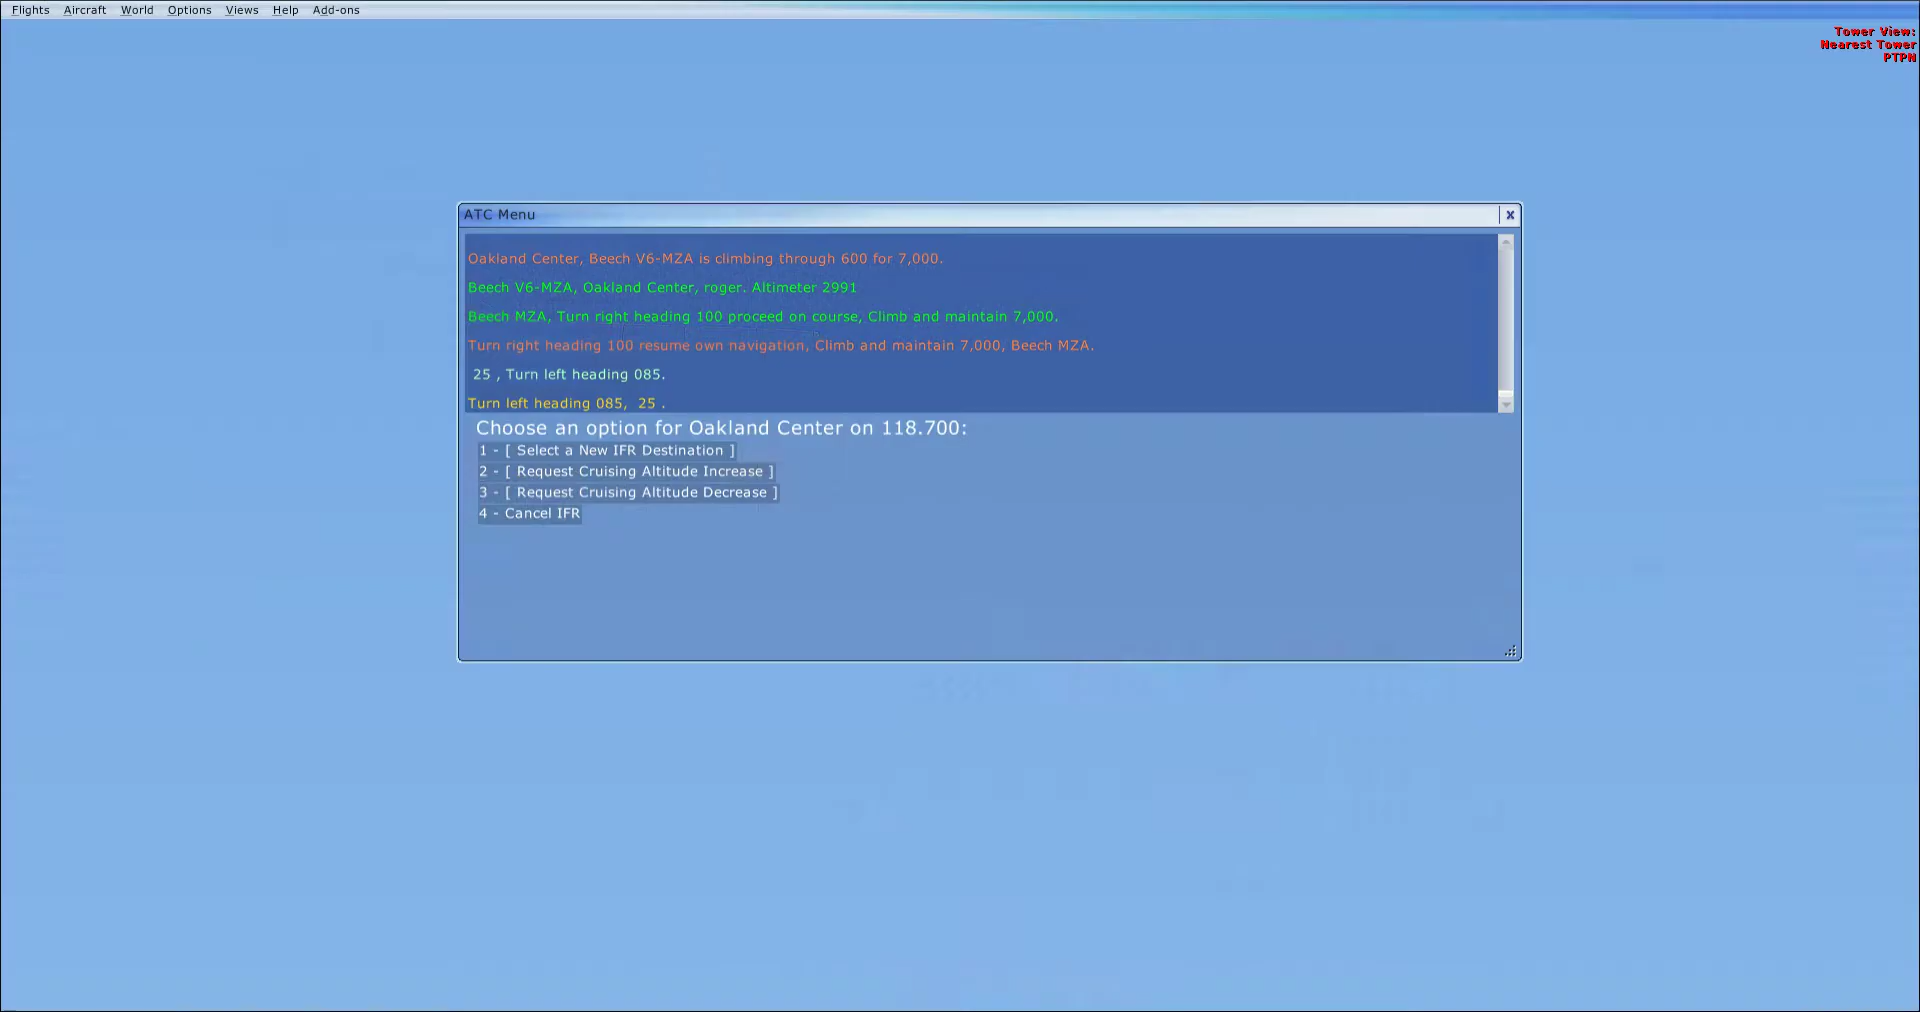 Flights Aircraft World Options Views Help Add-ons
Tower View:
Nearest Tower
PTPN
ATC Menu
x
Oakland Center, Beech V6-MZA is climbing through 600 for 7,000.
Beech V6-MZA, Oakland Center, roger. Altimeter 2991
Beech MZA, Turn right heading 100 proceed on course, Climb and maintain 7,000.
Turn right heading 100 resume own navigation, Climb and maintain 7,000, Beech MZA.
25 , Turn left heading 085.
Turn left heading 085, 25 .
Choose an option for Oakland Center on 118.700:
1 - [ Select a New IFR Destination ]
2 - [ Request Cruising Altitude Increase ]
3 - [ Request Cruising Altitude Decrease ]
4 - Cancel IFR